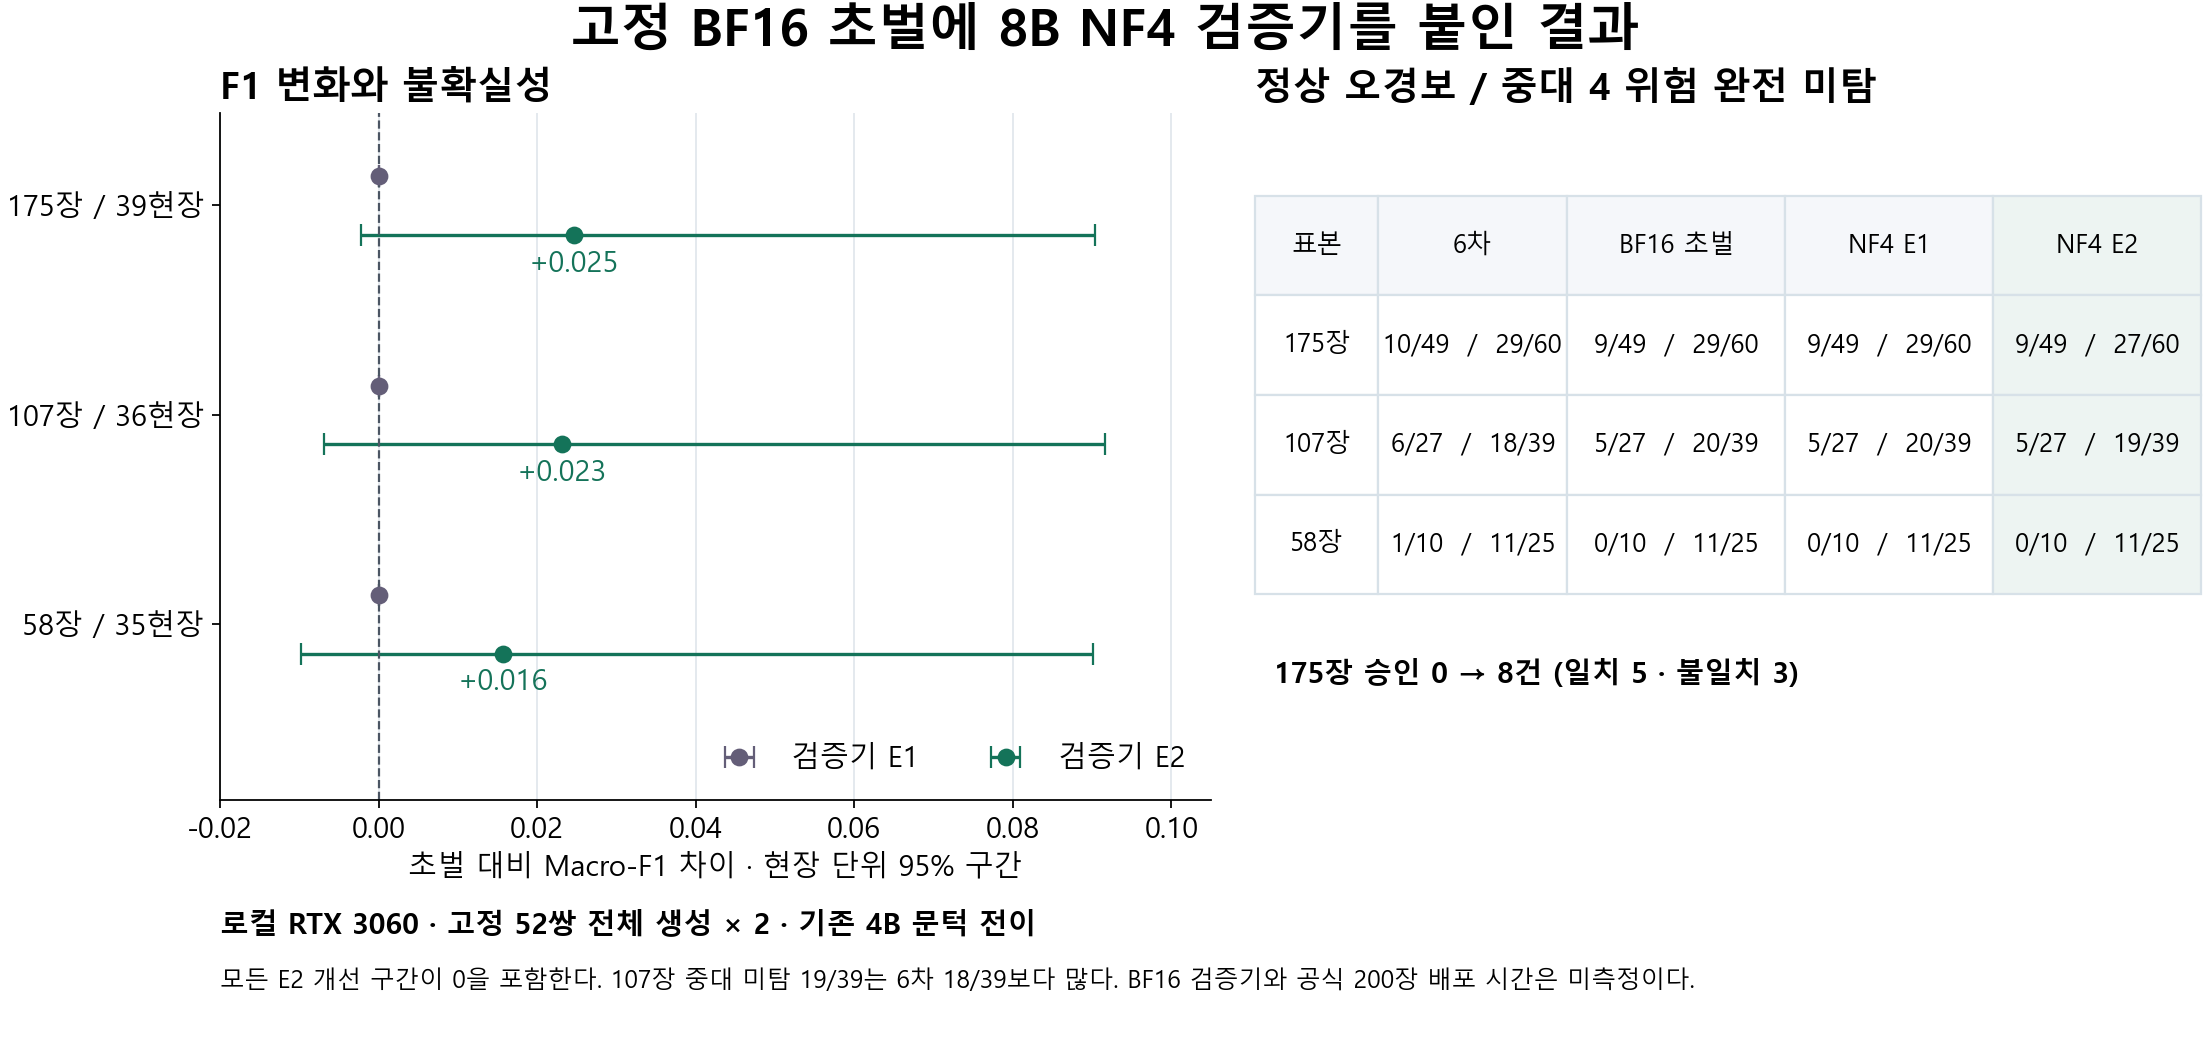 고정 BF16 초벌에 8B NF4 검증기를 붙인 결과
F1 변화와 불확실성
175장 / 39현장
+0.025
107장 / 36현장
+0.023
58장 / 35현장
+0.016
검증기 E1 검증기 E2
-0.02 0.00 0.02 0.04 0.06 0.08 0.10
초벌 대비 Macro-F1 차이 · 현장 단위 95% 구간
정상 오경보 / 중대 4 위험 완전 미탐
표본 6차 BF16 초벌 NF4 E1 NF4 E2
175장 10/49 / 29/60 9/49 / 29/60 9/49 / 29/60 9/49 / 27/60
107장 6/27 / 18/39 5/27 / 20/39 5/27 / 20/39 5/27 / 19/39
58장 1/10 / 11/25 0/10 / 11/25 0/10 / 11/25 0/10 / 11/25
175장 승인 0 → 8건 (일치 5 · 불일치 3)
로컬 RTX 3060 · 고정 52쌍 전체 생성 × 2 · 기존 4B 문턱 전이
모든 E2 개선 구간이 0을 포함한다. 107장 중대 미탐 19/39는 6차 18/39보다 많다. BF16 검증기와 공식 200장 배포 시간은 미측정이다.